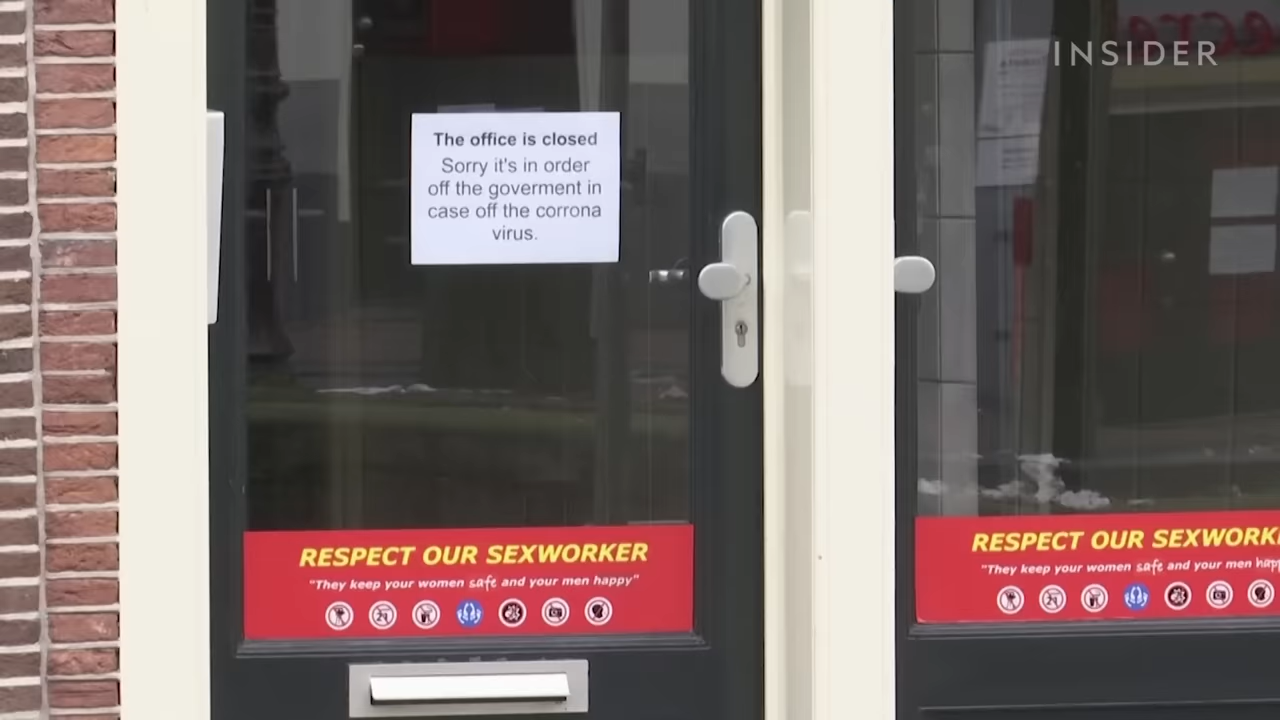 INSIDER
The office is closed
Sorry it's in order
off the goverment in
case off the corrona
virus.
RESPECT OUR SEXWORKER
"They keep your women safe and your men happy"
RESPECT OUR SEXWORK
"They keep your women safe and your men hap